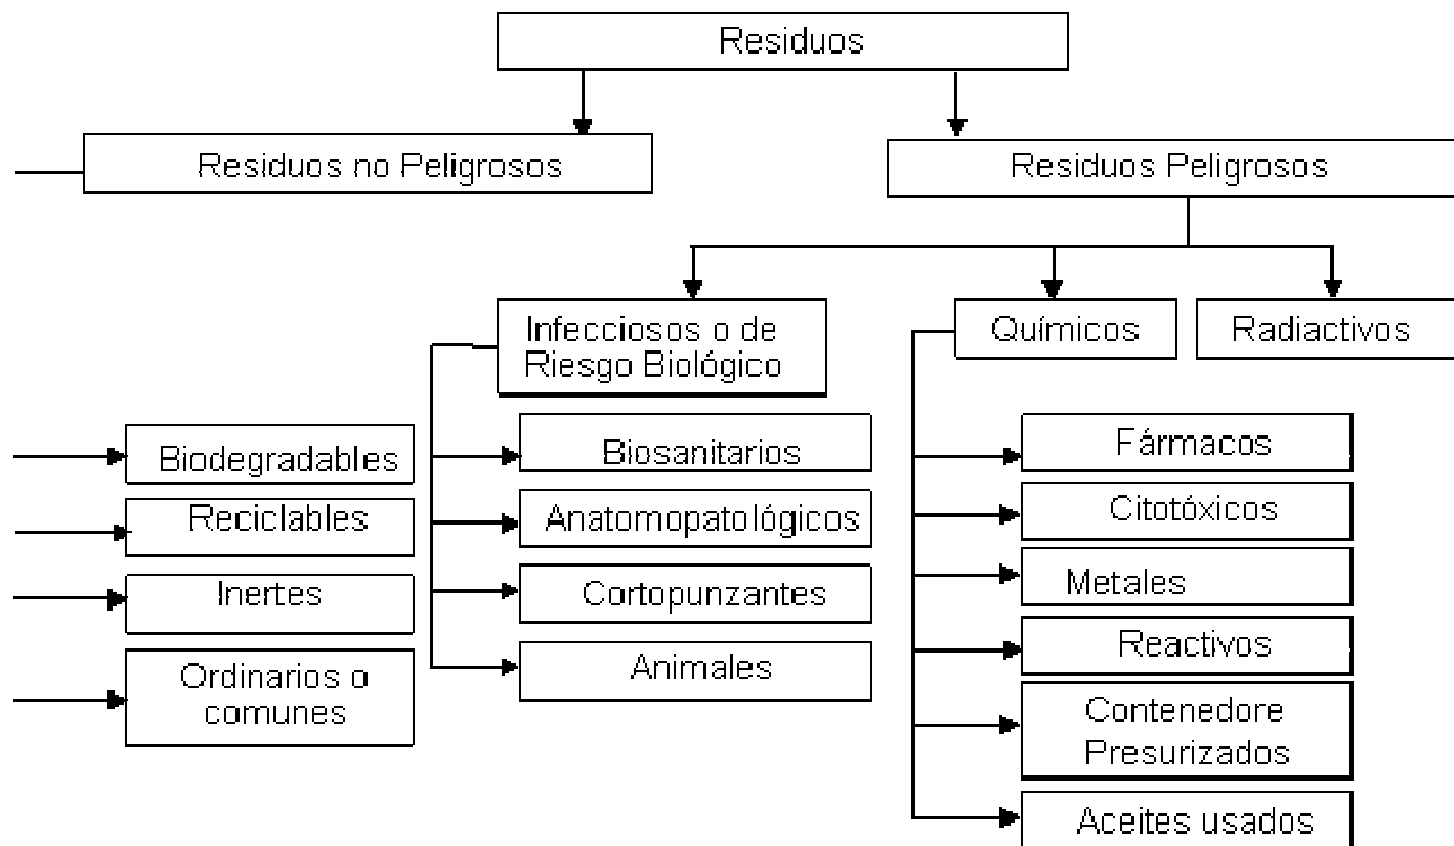 Residuos
Residuos no Peligrosos
Residuos Peligrosos
Infecciosos o de
Riesgo Biológico
Químicos
Radiactivos
Biodegradables
Reciclables
Inertes
Ordinarios o
comunes
Biosanitarios
Anatomopatológicos
Cortopunzantes
Animales
Fármacos
Citotóxicos
Metales
Reactivos
Contenedore
Presurizados
Aceites usados